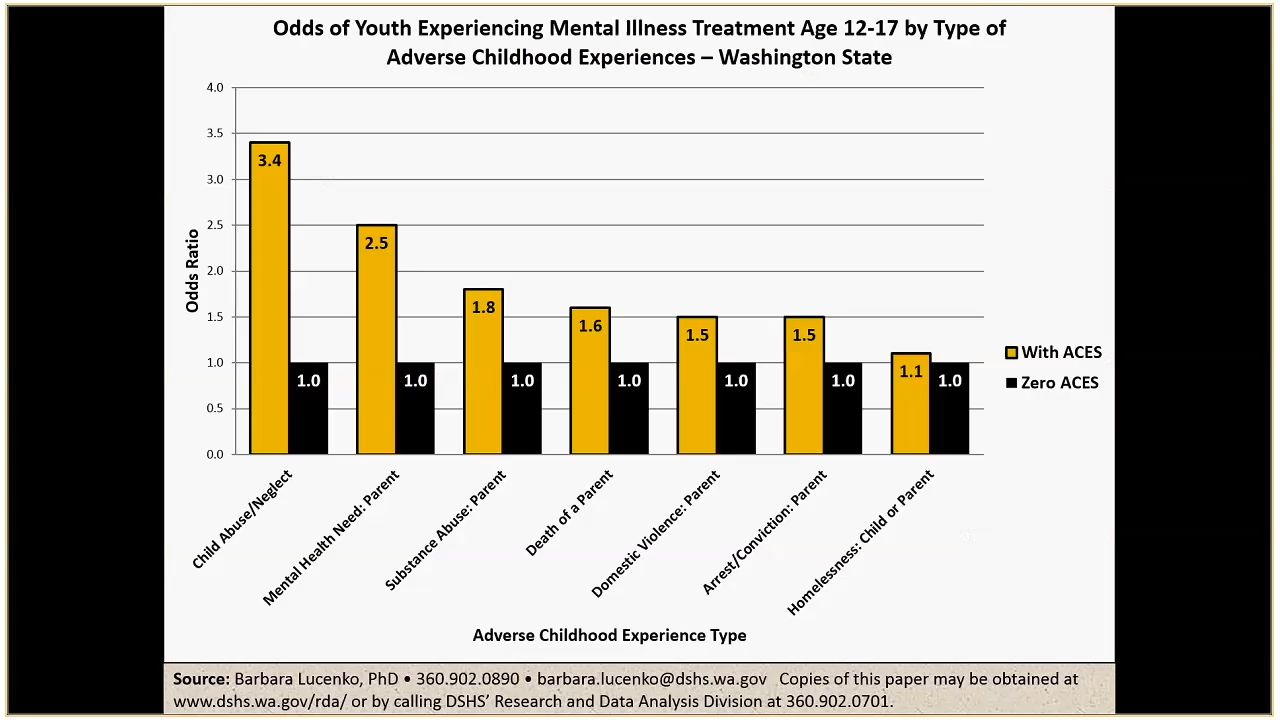 Odds of Youth Experiencing Mental Illness Treatment Age 12-17 by Type of
Adverse Childhood Experiences – Washington State
Odds Ratio
4.0
3.5
3.0
2.5
2.0
1.5
1.0
0.5
0.0
3.4
1.0
2.5
1.0
1.8
1.0
1.6
1.0
1.5
1.0
1.5
1.0
1.1
1.0
With ACES
Zero ACES
Child Abuse/Neglect
Mental Health Need: Parent
Substance Abuse: Parent
Death of a Parent
Domestic Violence: Parent
Arrest/Conviction: Parent
Homelessness: Child or Parent
Adverse Childhood Experience Type
Source: Barbara Lucenko, PhD • 360.902.0890 • barbara.lucenko@dshs.wa.gov Copies of this paper may be obtained at
www.dshs.wa.gov/rda/ or by calling DSHS’ Research and Data Analysis Division at 360.902.0701.